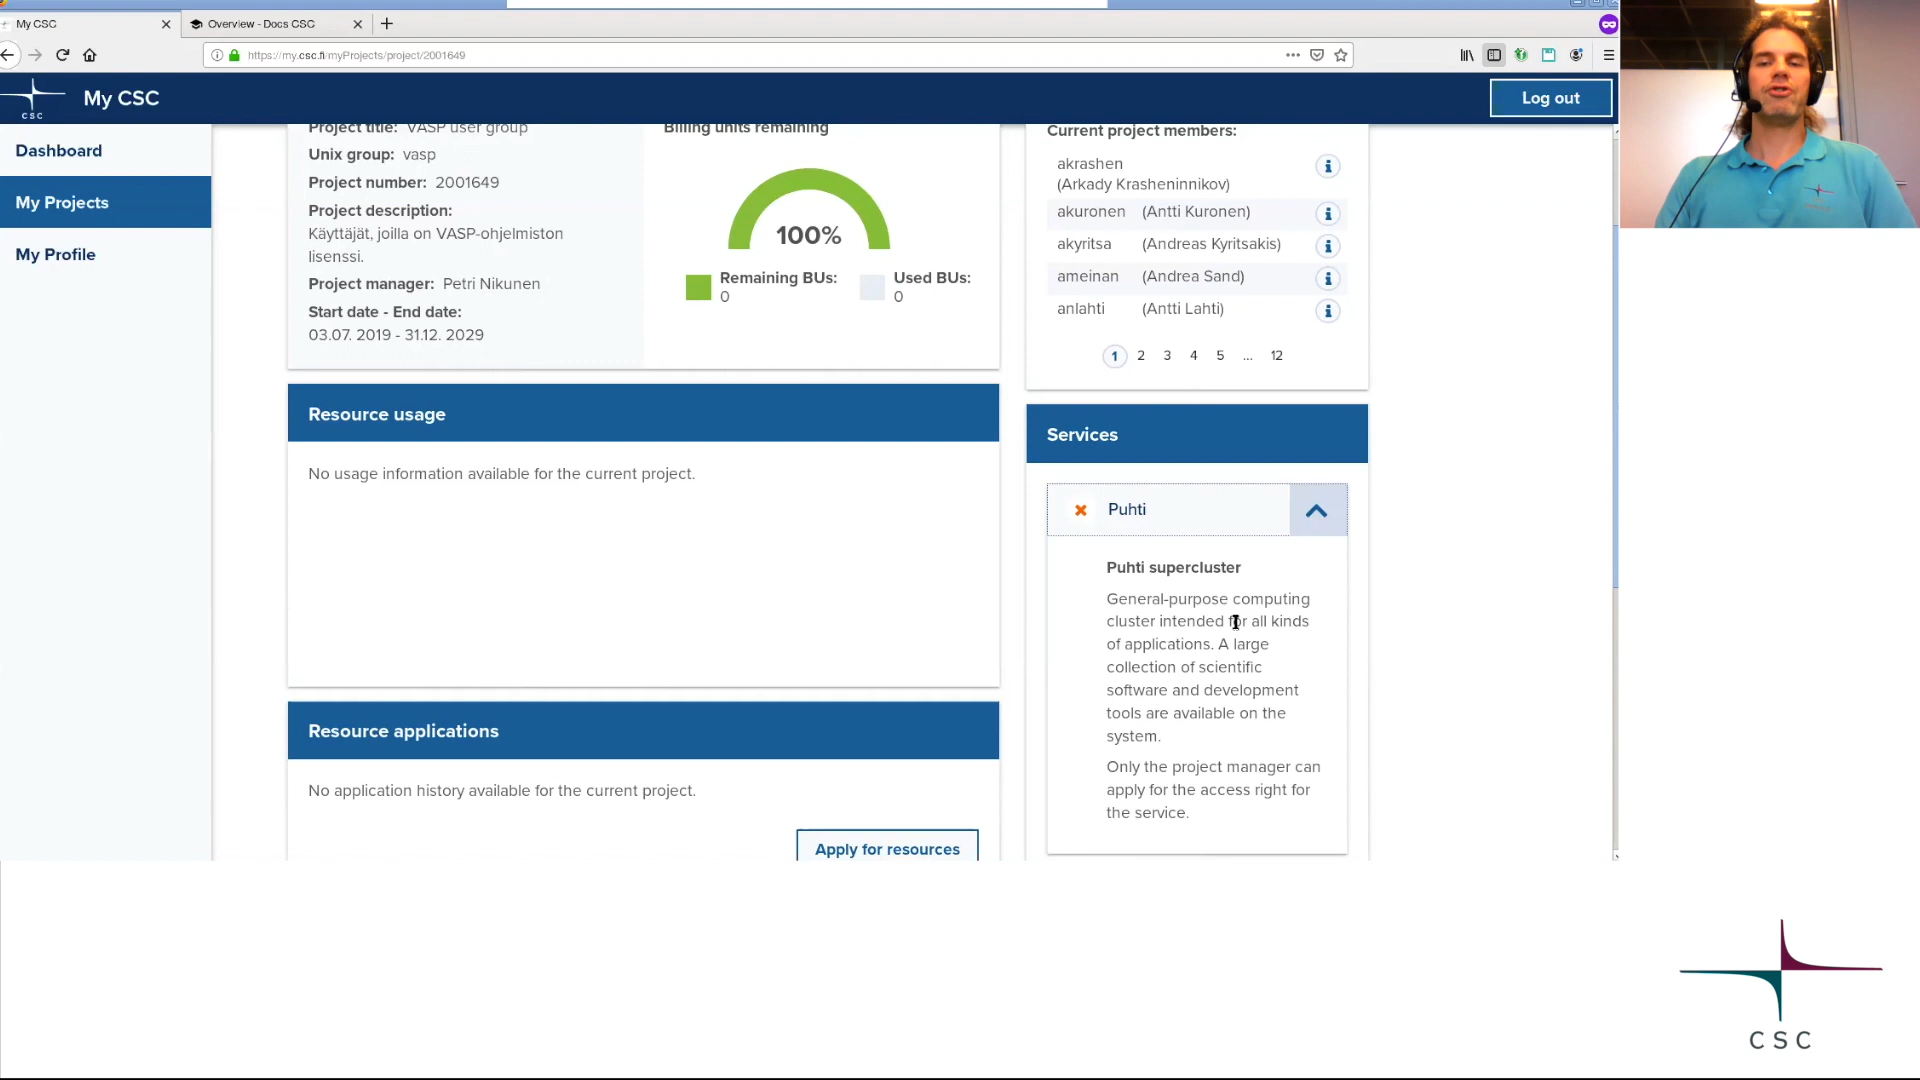 My CSC
Overview - Docs CSC
https://my.csc.fi/myProjects/project/2001649
CSC
My CSC
Log out
Dashboard
My Projects
My Profile
Project title: VASP user group
Unix group: vasp
Project number: 2001649
Project description:
Käyttäjät, joilla on VASP-ohjelmiston
lisenssi.
Project manager: Petri Nikunen
Start date - End date:
03.07. 2019 - 31.12. 2029
Billing units remaining
100%
Remaining BUs:
0
Used BUs:
0
Current project members:
akrashen
(Arkady Krasheninnikov)
akuronen (Antti Kuronen)
akyritsa (Andreas Kyritsakis)
ameinan (Andrea Sand)
anlahti (Antti Lahti)
1 2 3 4 5 ... 12
Resource usage
No usage information available for the current project.
Resource applications
No application history available for the current project.
Apply for resources
Services
Puhti
Puhti supercluster
General-purpose computing
cluster intended for all kinds
of applications. A large
collection of scientific
software and development
tools are available on the
system.
Only the project manager can
apply for the access right for
the service.
CSC